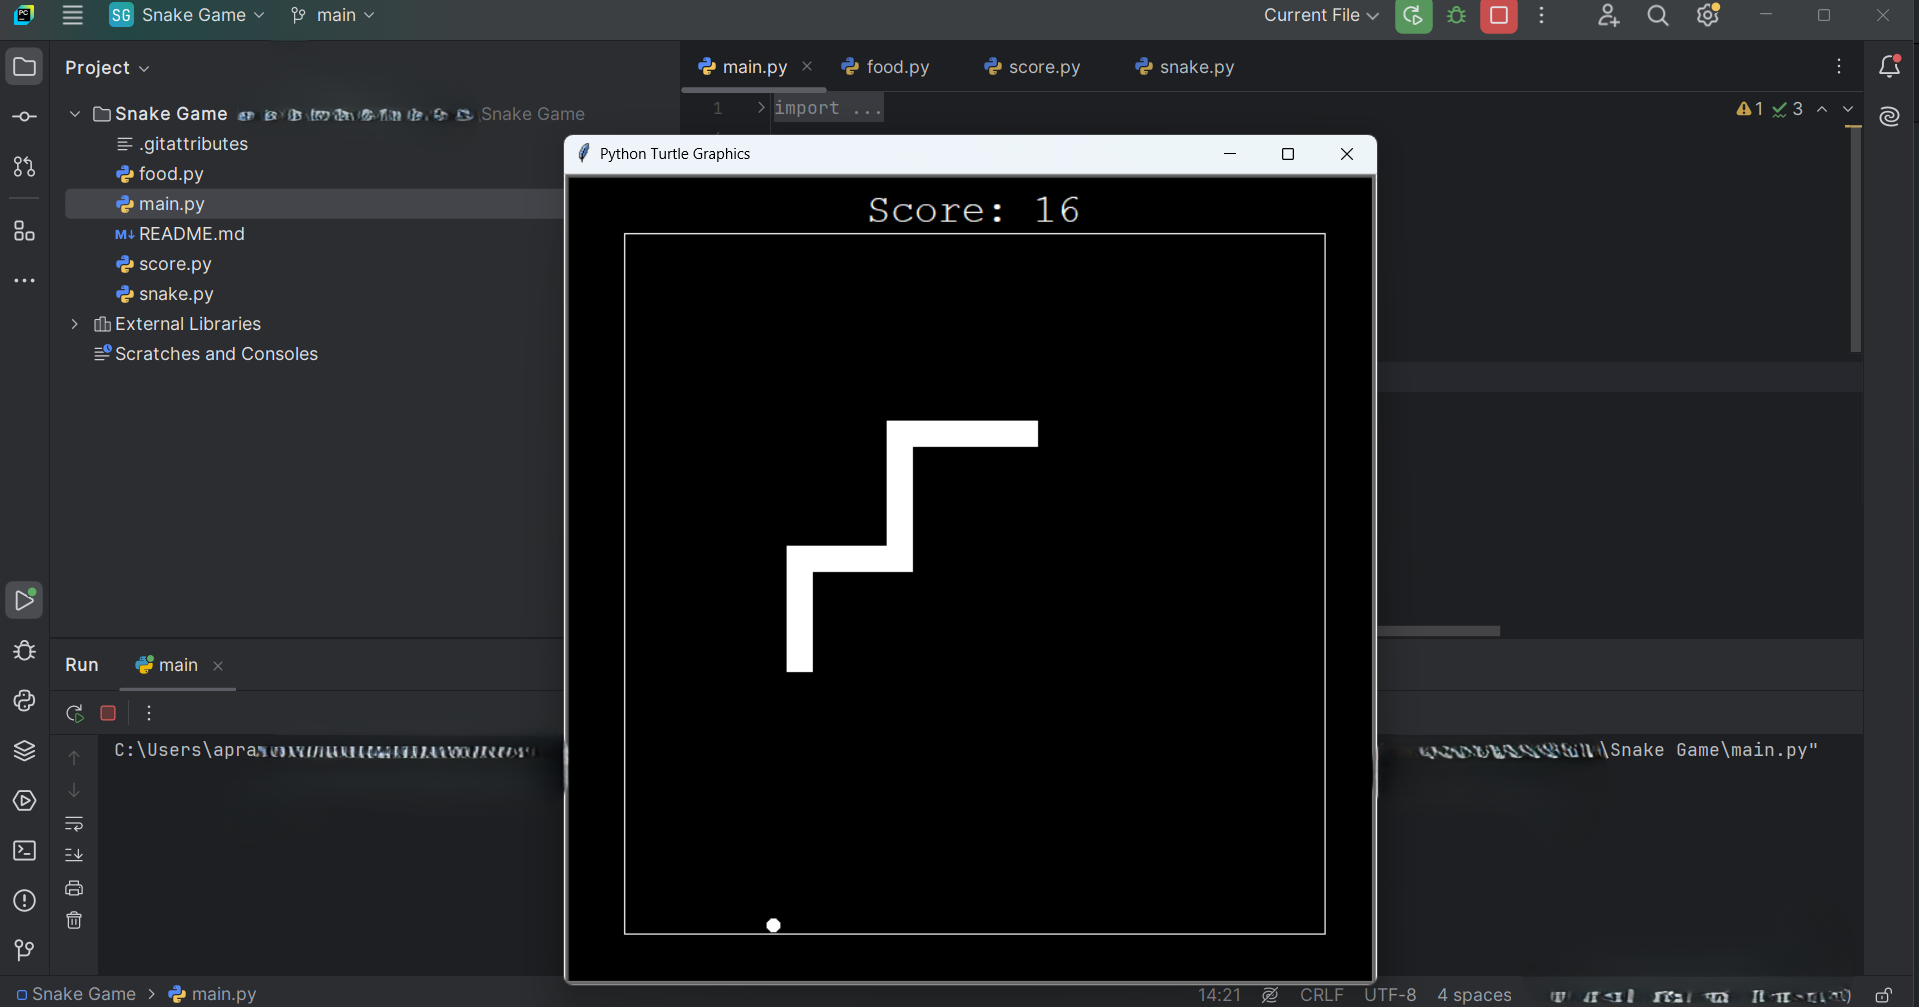 SG Snake Game main Current File
Project
main.py food.py score.py snake.py
Snake Game Snake Game
1 import ...
1 3
.gitattributes
food.py
main.py
M↓ README.md
score.py
snake.py
External Libraries
Scratches and Consoles
Python Turtle Graphics
Score: 16
Run main
C:\Users\apra \Snake Game\main.py"
Snake Game > main.py 14:21 CRLF UTF-8 4 spaces